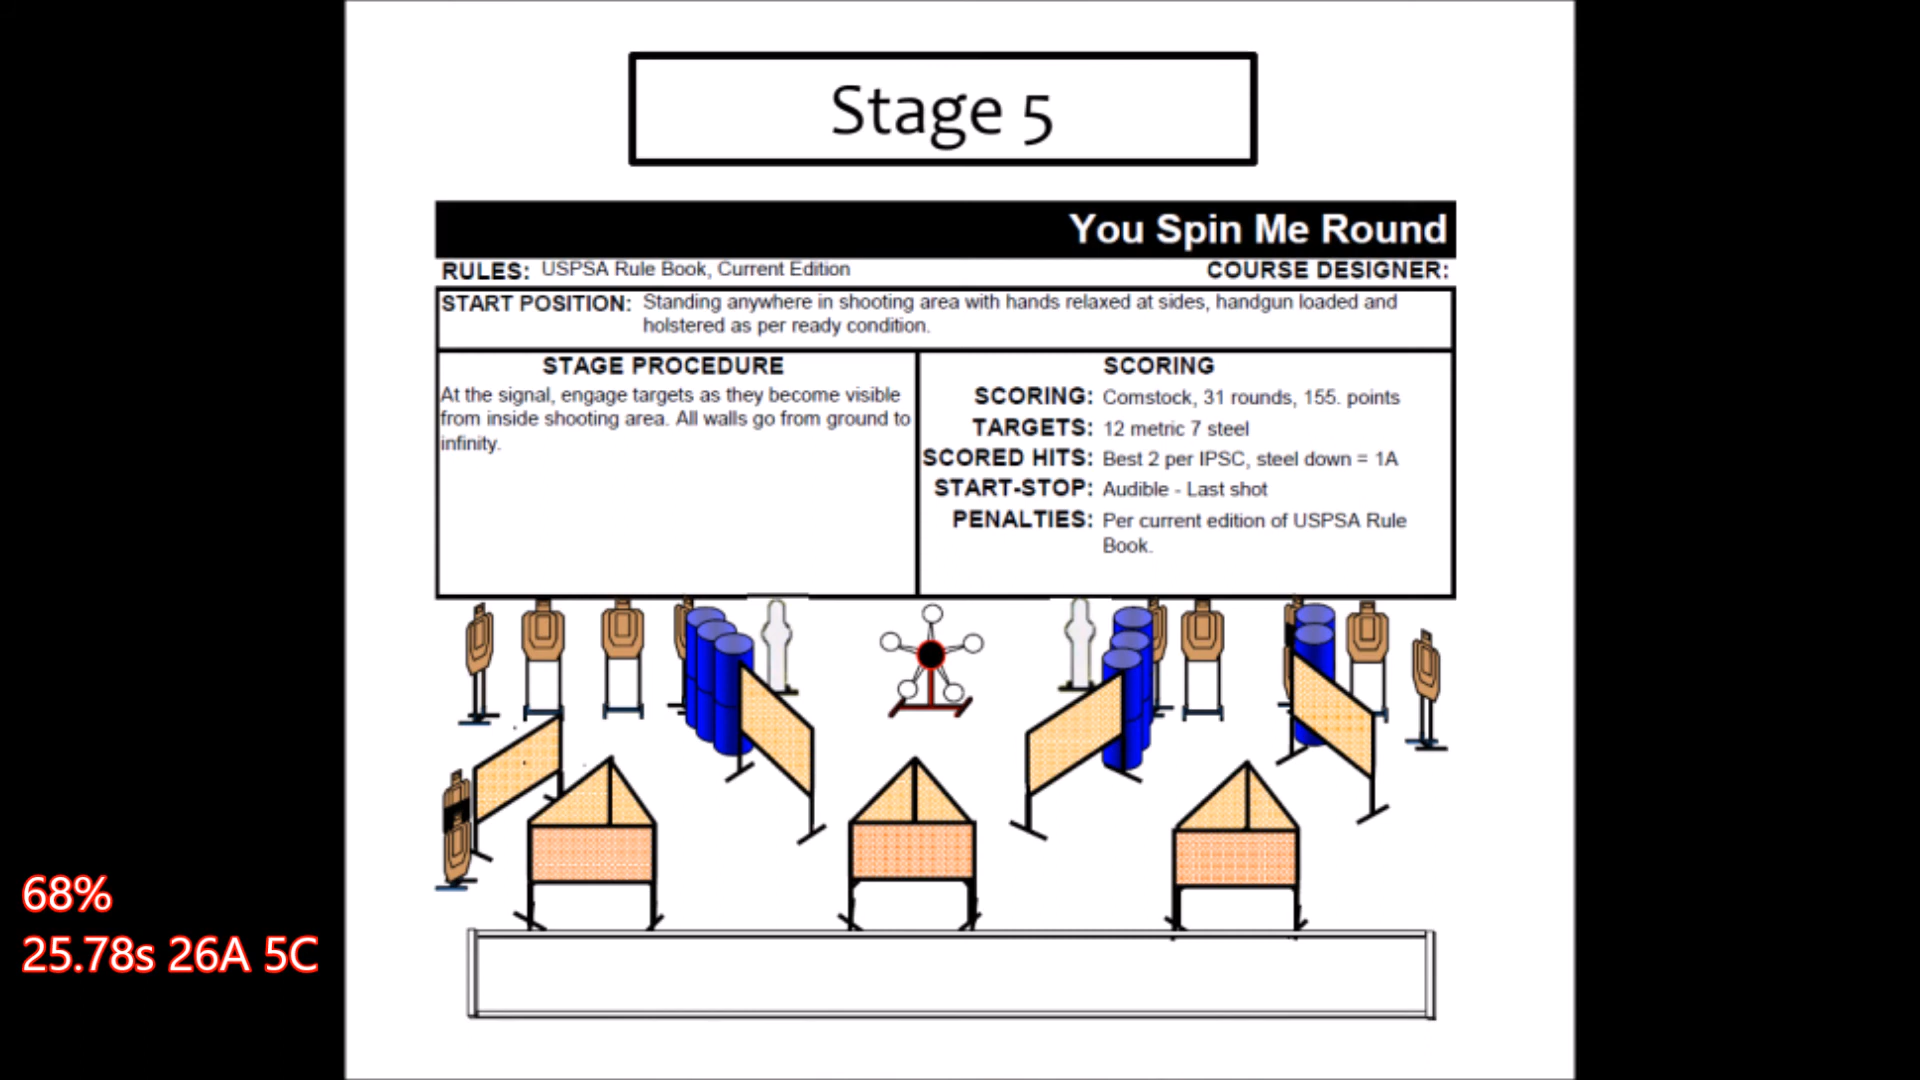 Stage 5
You Spin Me Round
RULES: USPSA Rule Book, Current Edition COURSE DESIGNER:
START POSITION: Standing anywhere in shooting area with hands relaxed at sides, handgun loaded and
holstered as per ready condition.
STAGE PROCEDURE
At the signal, engage targets as they become visible
from inside shooting area. All walls go from ground to
infinity.
SCORING
SCORING: Comstock, 31 rounds, 155. points
TARGETS: 12 metric 7 steel
SCORED HITS: Best 2 per IPSC, steel down = 1A
START-STOP: Audible - Last shot
PENALTIES: Per current edition of USPSA Rule
Book.
68%
25.78s 26A 5C